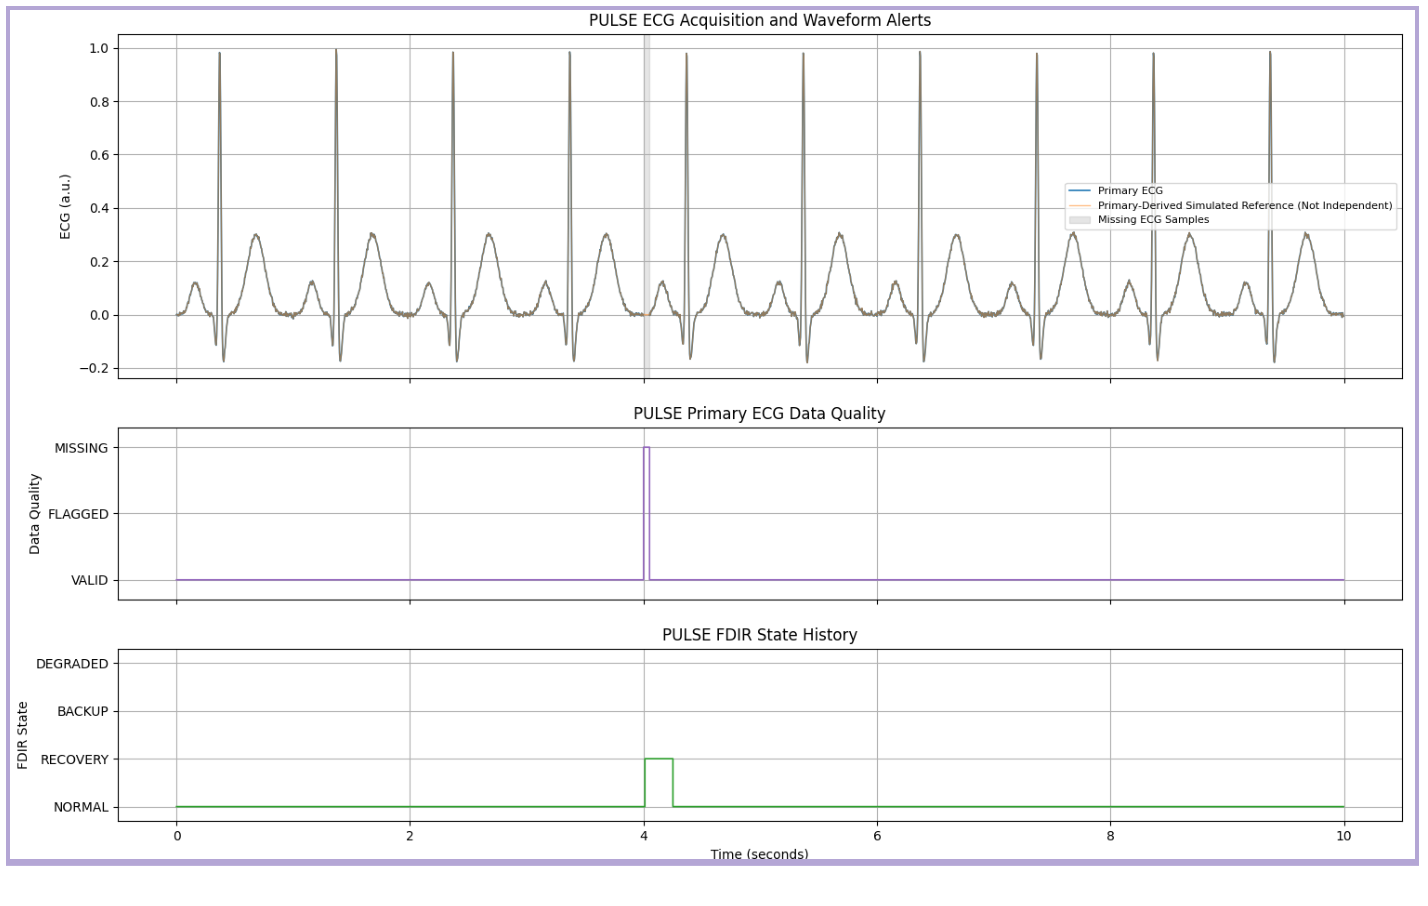 PULSE ECG Acquisition and Waveform Alerts
1.0
0.8
0.6
0.4
0.2
0.0
−0.2
ECG (a.u.)
Primary ECG
Primary-Derived Simulated Reference (Not Independent)
Missing ECG Samples
PULSE Primary ECG Data Quality
MISSING
FLAGGED
VALID
Data Quality
PULSE FDIR State History
DEGRADED
BACKUP
RECOVERY
NORMAL
FDIR State
0 2 4 6 8 10
Time (seconds)